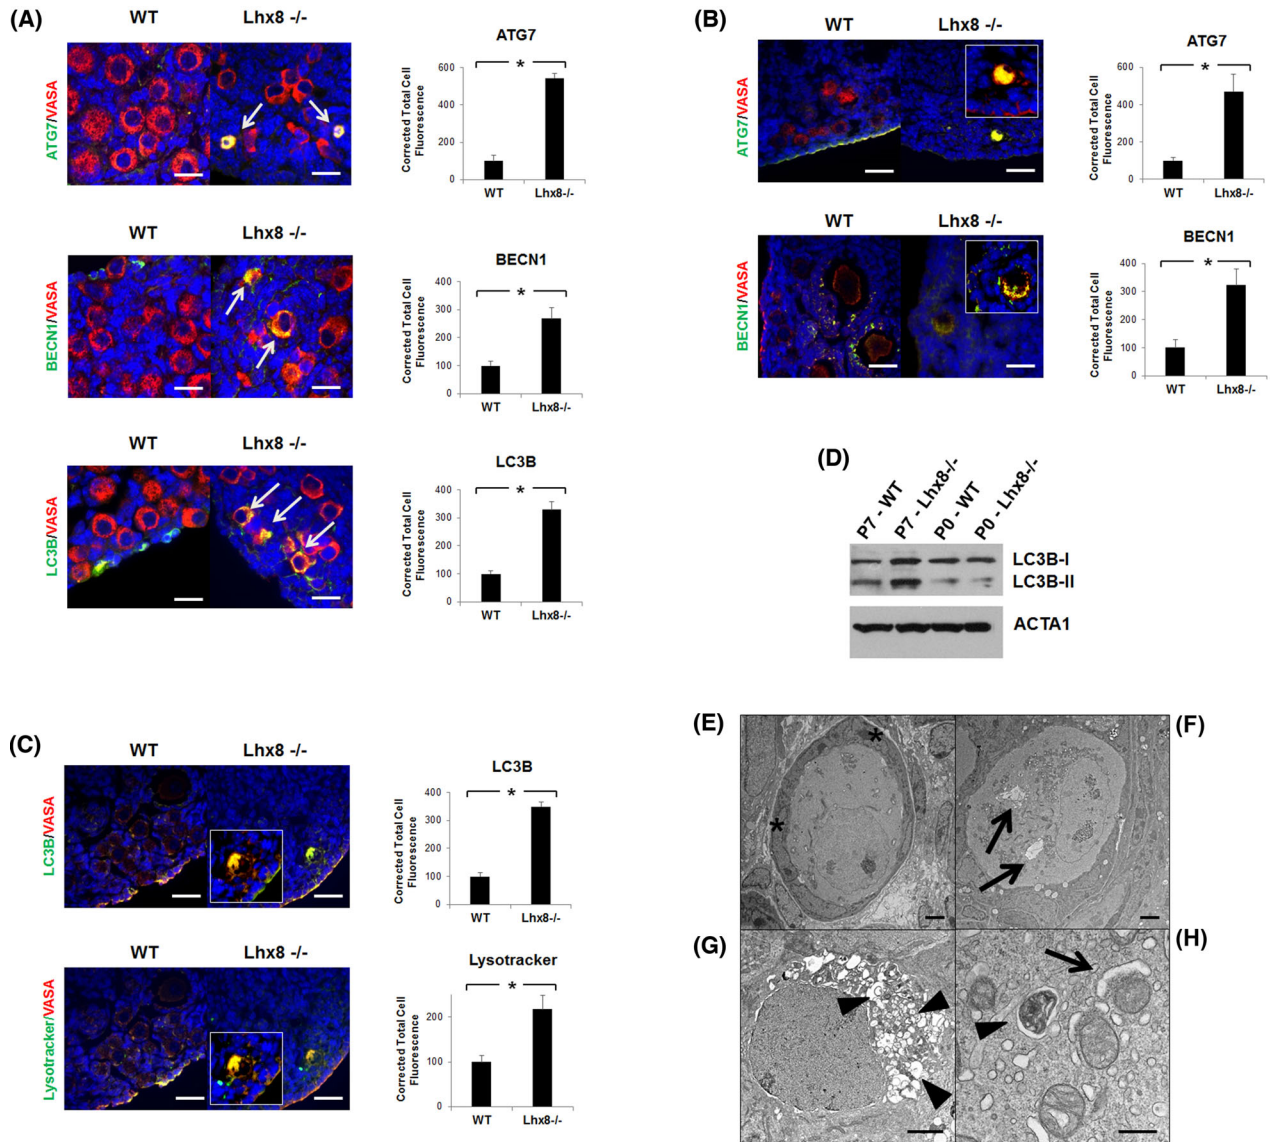 (A)
WT
Lhx8 -/-
ATG7/VASA
ATG7
Corrected Total Cell
Fluorescence
600
400
200
0
*
WT
Lhx8-/-
WT
Lhx8 -/-
BECN1/VASA
BECN1
Corrected Total Cell
Fluorescence
400
300
200
100
0
*
WT
Lhx8-/-
WT
Lhx8 -/-
LC3B/VASA
LC3B
Corrected Total Cell
Fluorescence
400
300
200
100
0
*
WT
Lhx8-/-
(B)
WT
Lhx8 -/-
ATG7/VASA
ATG7
Corrected Total Cell
Fluorescence
600
400
200
0
*
WT
Lhx8-/-
WT
Lhx8 -/-
BECN1/VASA
BECN1
Corrected Total Cell
Fluorescence
400
300
200
100
0
*
WT
Lhx8-/-
(C)
WT
Lhx8 -/-
LC3B/VASA
LC3B
Corrected Total Cell
Fluorescence
400
300
200
100
0
*
WT
Lhx8-/-
WT
Lhx8 -/-
Lysotracker/VASA
Lysotracker
Corrected Total Cell
Fluorescence
200
100
0
*
WT
Lhx8-/-
(D)
P7 - WT
P7 - Lhx8-/-
P0 - WT
P0 - Lhx8-/-
LC3B-I
LC3B-II
ACTA1
(E)
*
*
(F)
(G)
(H)